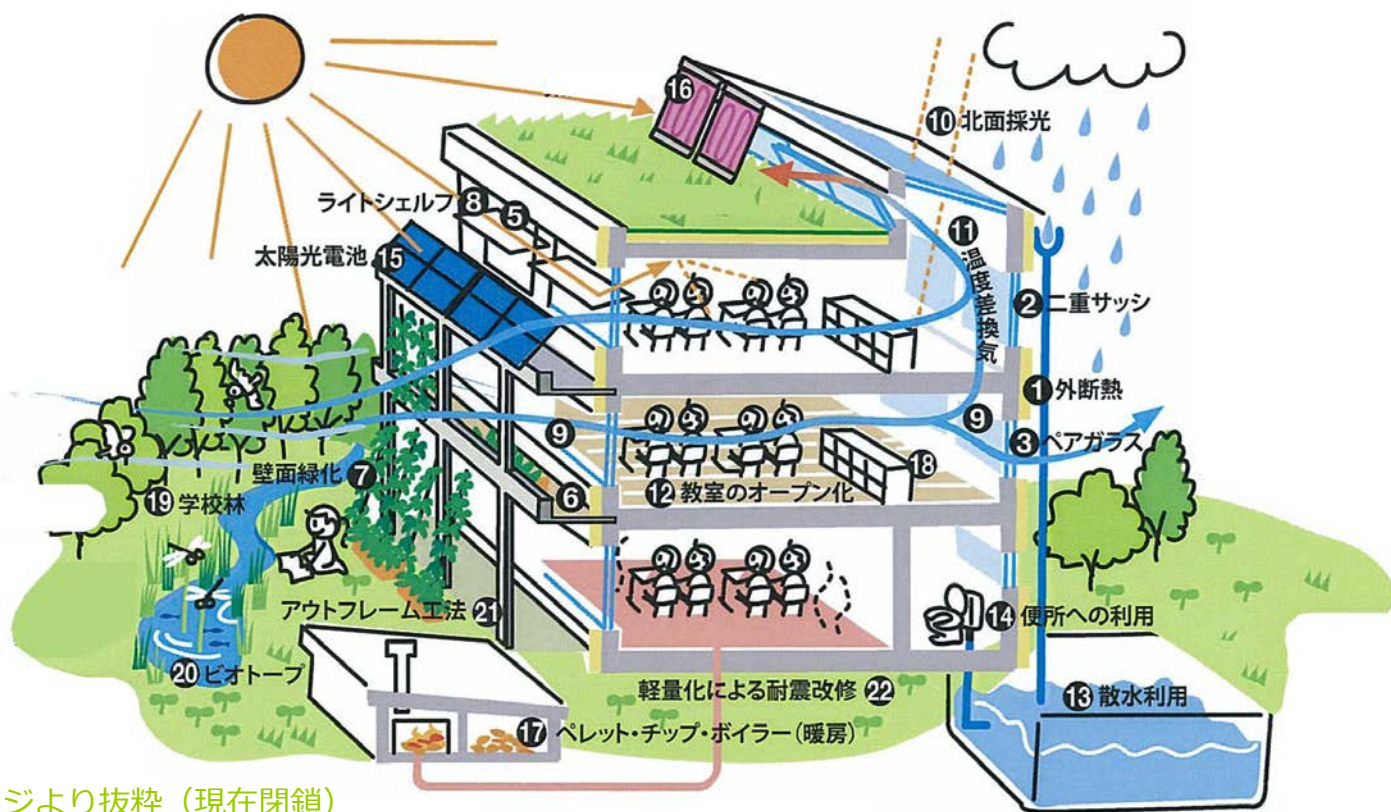 ⑯
⑩北面採光
ライトシェルフ⑧
⑤
太陽光電池⑮
⑪温度差換気
②二重サッシ
①外断熱
⑨
⑨
③ペアガラス
壁面緑化⑦
⑱
⑥
⑫教室のオープン化
⑲学校林
アウトフレーム工法㉑
⑭便所への利用
⑳ビオトープ
軽量化による耐震改修㉒
⑬散水利用
⑰ペレット・チップ・ボイラー(暖房)
ジより抜粋(現在閉鎖)